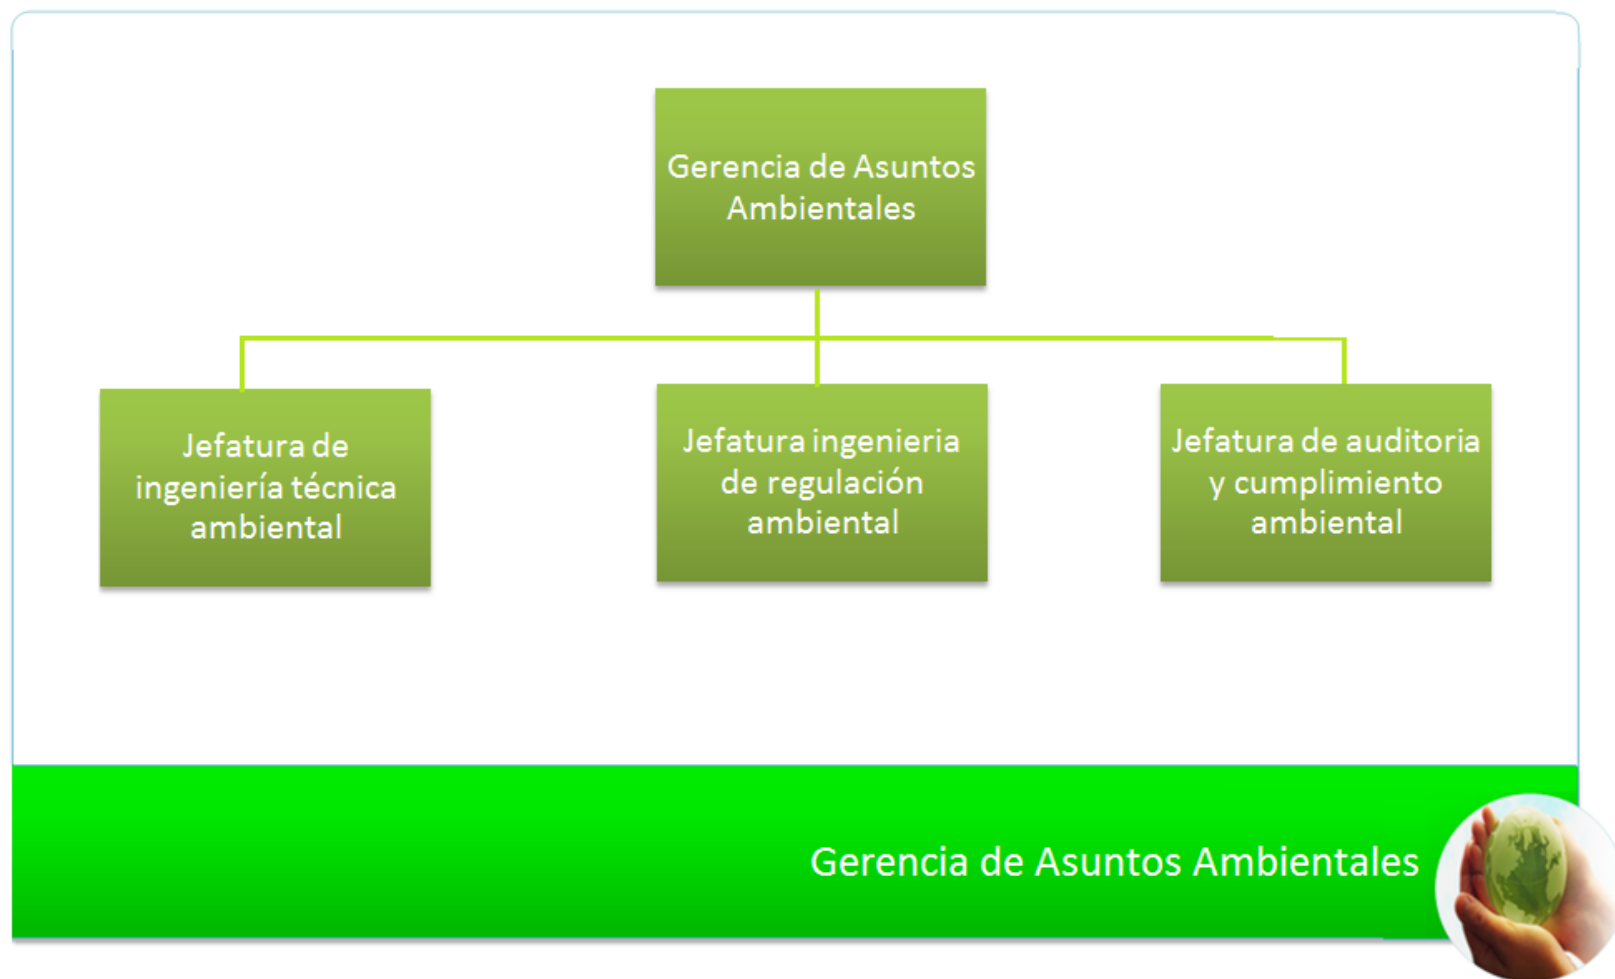 Gerencia de Asuntos
Ambientales
Jefatura de
ingeniería técnica
ambiental
Jefatura ingenieria
de regulación
ambiental
Jefatura de auditoria
y cumplimiento
ambiental
Gerencia de Asuntos Ambientales